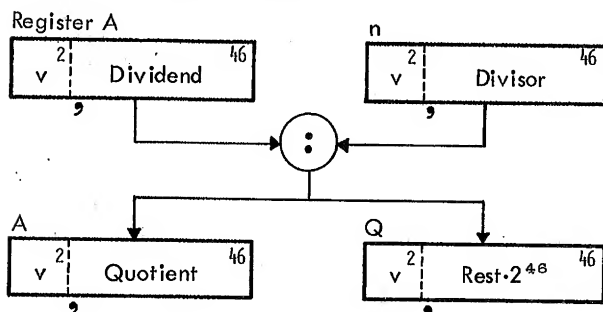 Register A
n
v 2 Dividend 46
v 2 Divisor 46
,
,
:
A
Q
v 2 Quotient 46
v 2 Rest·2⁴⁶ 46
,
,